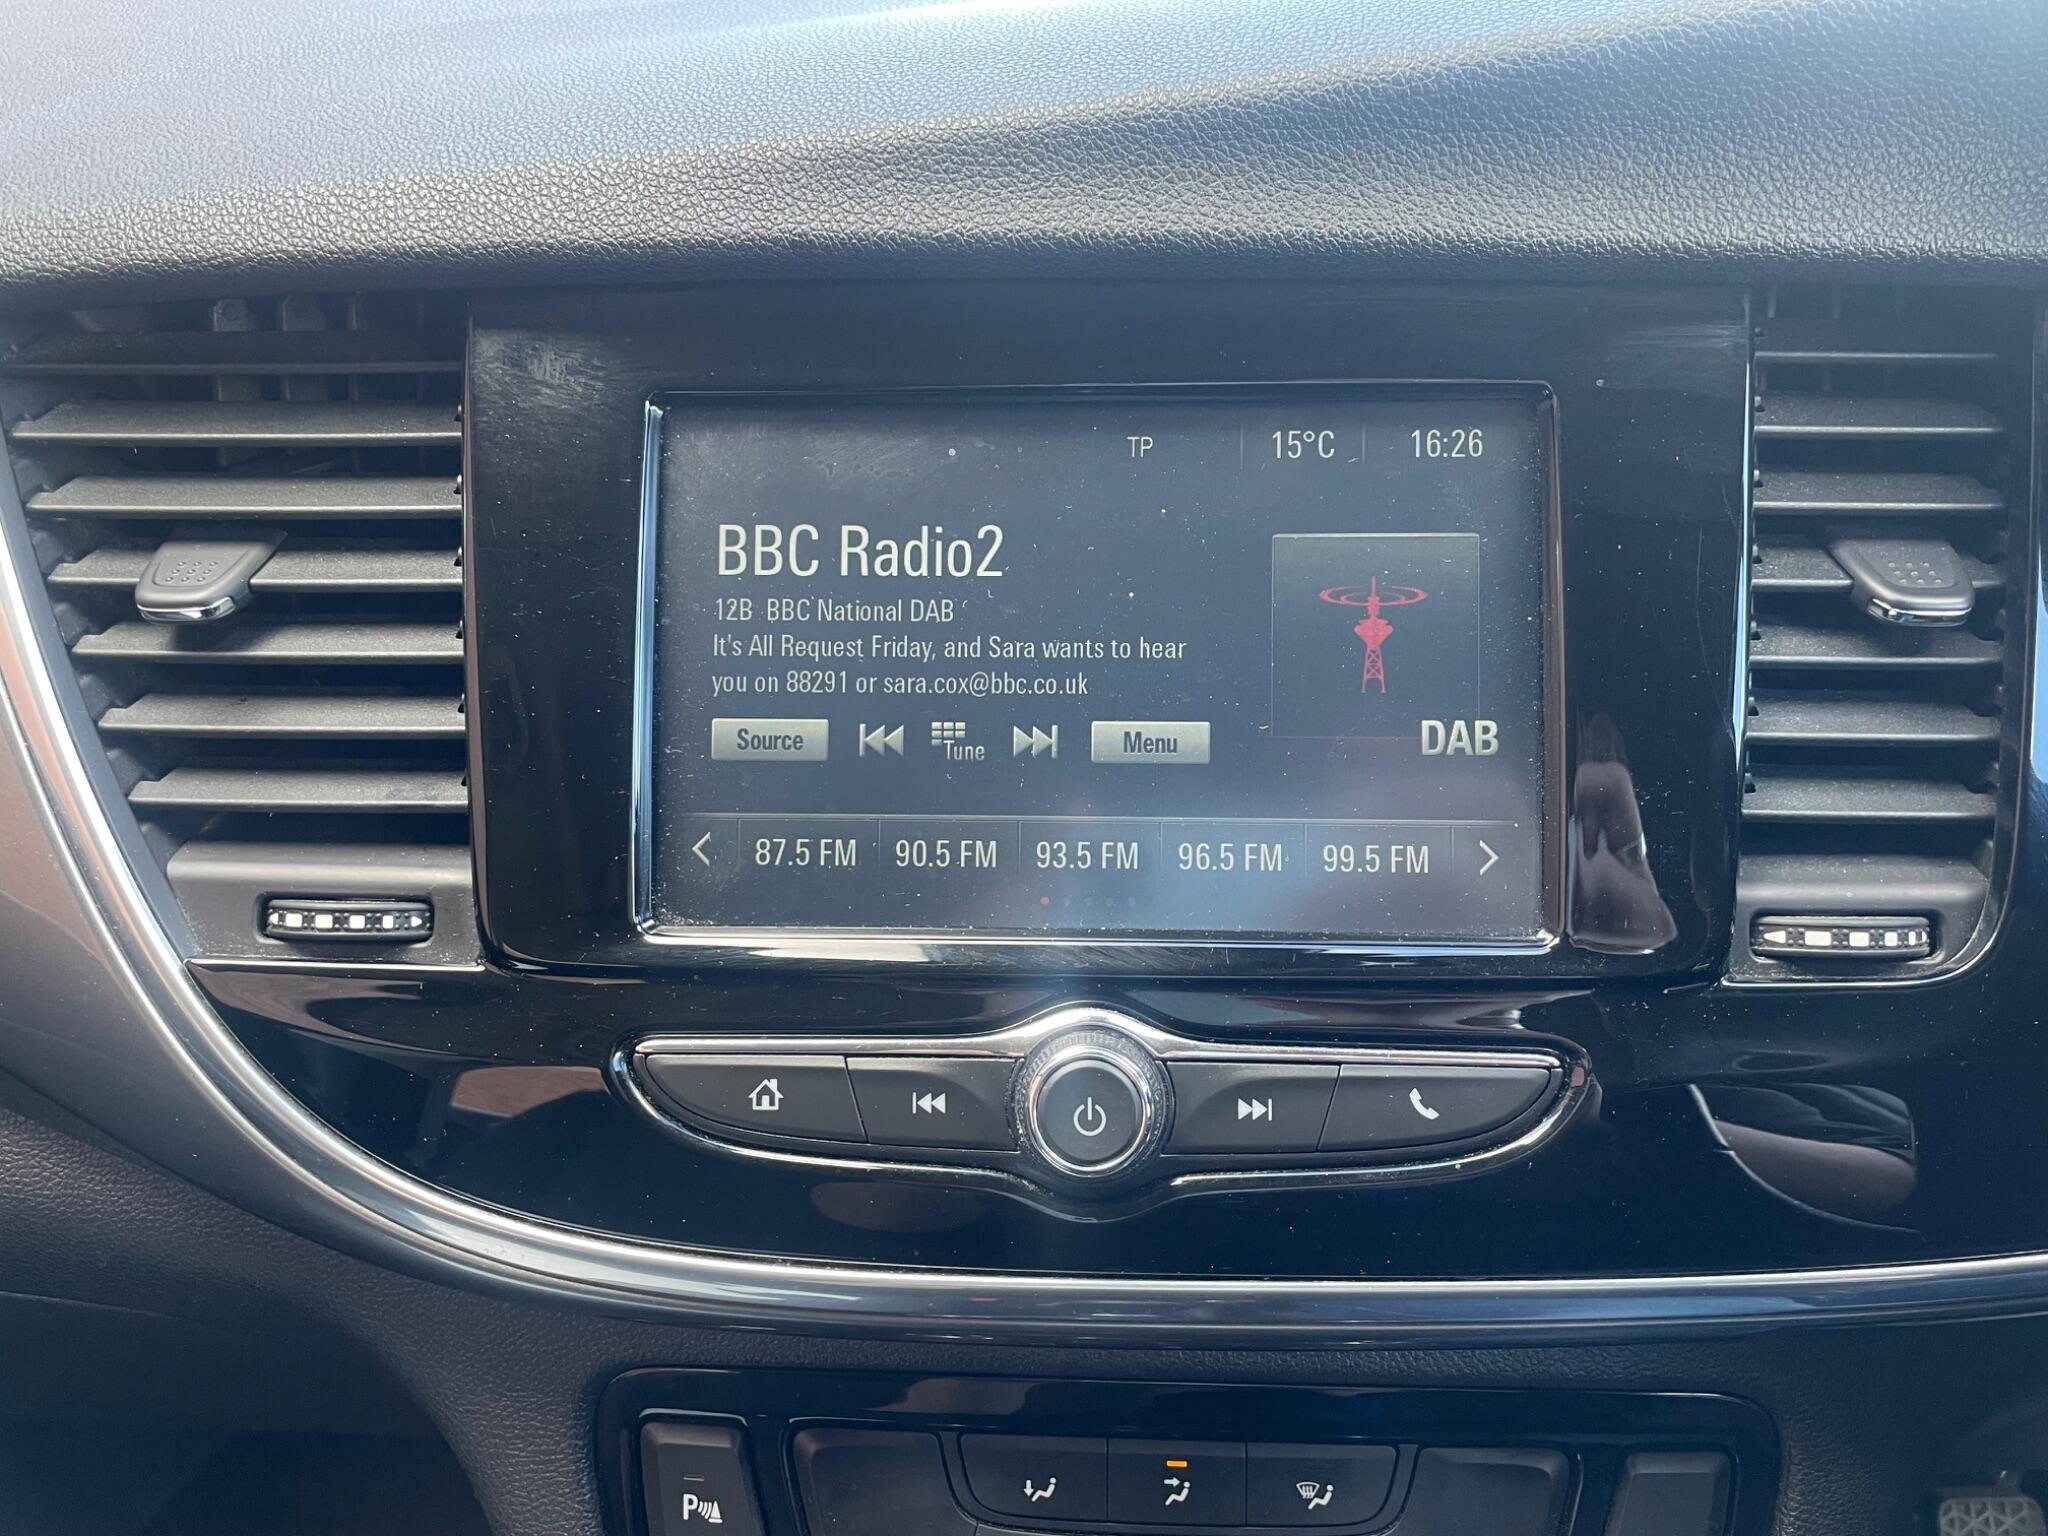 TP 15°C 16:26
BBC Radio2
12B BBC National DAB
It's All Request Friday, and Sara wants to hear
you on 88291 or sara.cox@bbc.co.uk
Source Tune Menu
DAB
87.5 FM 90.5 FM 93.5 FM 96.5 FM 99.5 FM
P